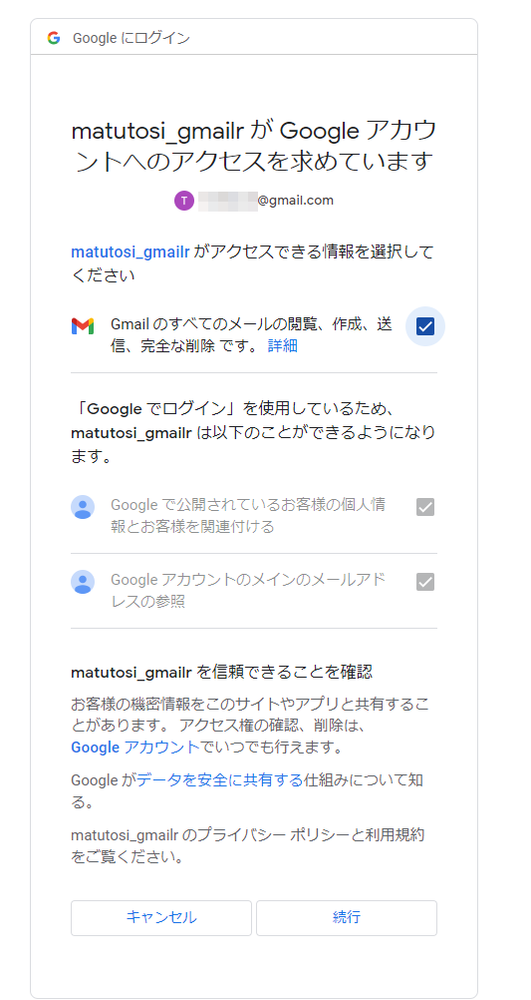 Google にログイン
matutosi_gmailr が Google アカウ
ントへのアクセスを求めています
T @gmail.com
matutosi_gmailr がアクセスできる情報を選択して
ください
Gmail のすべてのメールの閲覧、作成、送
信、完全な削除 です。 詳細
「Google でログイン」を使用しているため、
matutosi_gmailr は以下のことができるようになり
ます。
Google で公開されているお客様の個人情
報とお客様を関連付ける
Google アカウントのメインのメールアド
レスの参照
matutosi_gmailr を信頼できることを確認
お客様の機密情報をこのサイトやアプリと共有するこ
とがあります。 アクセス権の確認、削除は、
Google アカウントでいつでも行えます。
Google がデータを安全に共有する仕組みについて知
る。
matutosi_gmailr のプライバシー ポリシーと利用規約
をご覧ください。
キャンセル
続行